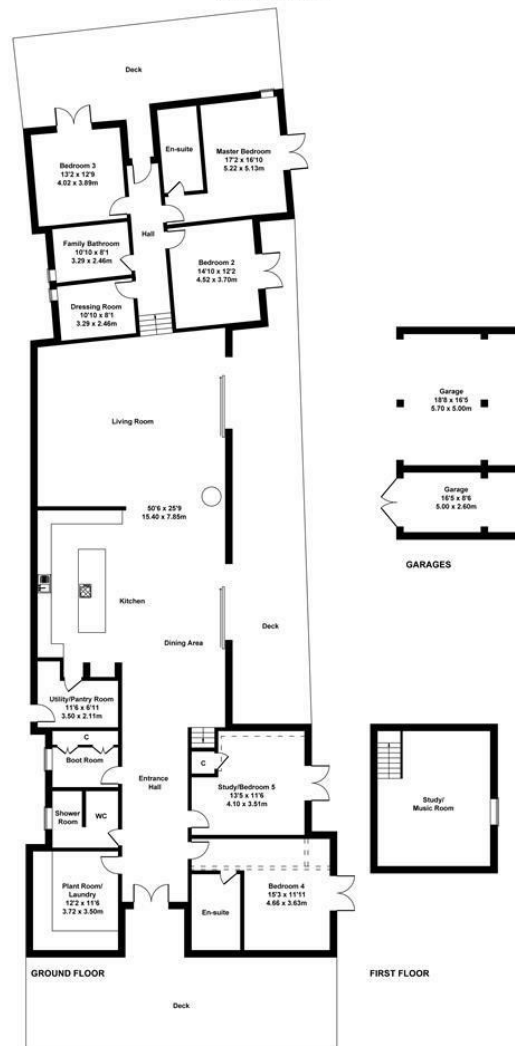 Deck
Bedroom 3
13'2 x 12'9
4.02 x 3.89m
En-suite
Master Bedroom
17'2 x 16'10
5.22 x 5.13m
Family Bathroom
10'10 x 8'1
3.29 x 2.46m
Hall
Bedroom 2
14'10 x 12'2
4.52 x 3.70m
Dressing Room
10'10 x 8'1
3.29 x 2.46m
Living Room
50'6 x 25'9
15.40 x 7.85m
Kitchen
Dining Area
Deck
Utility/Pantry Room
11'6 x 6'11
3.50 x 2.11m
C
Boot Room
Entrance
Hall
C
Study/Bedroom 5
13'5 x 11'6
4.10 x 3.51m
Shower
Room
WC
Plant Room/
Laundry
12'2 x 11'6
3.72 x 3.50m
En-suite
Bedroom 4
15'3 x 11'11
4.66 x 3.63m
GROUND FLOOR
Deck
Garage
18'8 x 16'5
5.70 x 5.00m
Garage
16'5 x 8'6
5.00 x 2.60m
GARAGES
Study/
Music Room
FIRST FLOOR